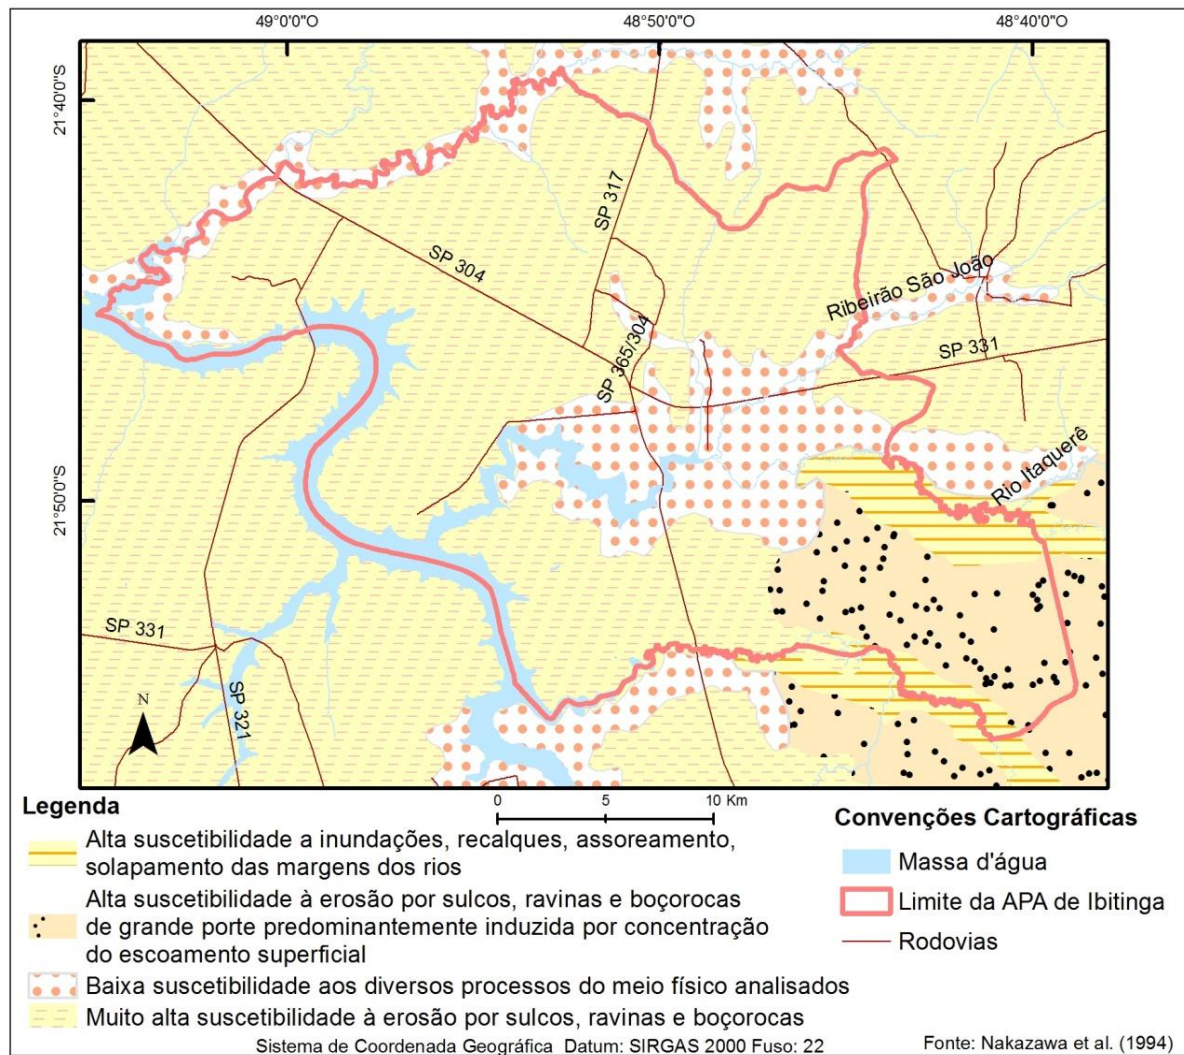 49°0'0"O
48°50'0"O
48°40'0"O
21°40'0"S
21°50'0"S
SP 317
SP 304
Ribeirão São João
SP 331
SP 365/304
Rio Itaquerê
SP 331
SP 321
N
Legenda
0 5 10 Km
Alta suscetibilidade a inundações, recalques, assoreamento,
solapamento das margens dos rios
Alta suscetibilidade à erosão por sulcos, ravinas e boçorocas
de grande porte predominantemente induzida por concentração
do escoamento superficial
Baixa suscetibilidade aos diversos processos do meio físico analisados
Muito alta suscetibilidade à erosão por sulcos, ravinas e boçorocas
Convenções Cartográficas
Massa d'água
Limite da APA de Ibitinga
Rodovias
Sistema de Coordenada Geográfica Datum: SIRGAS 2000 Fuso: 22
Fonte: Nakazawa et al. (1994)